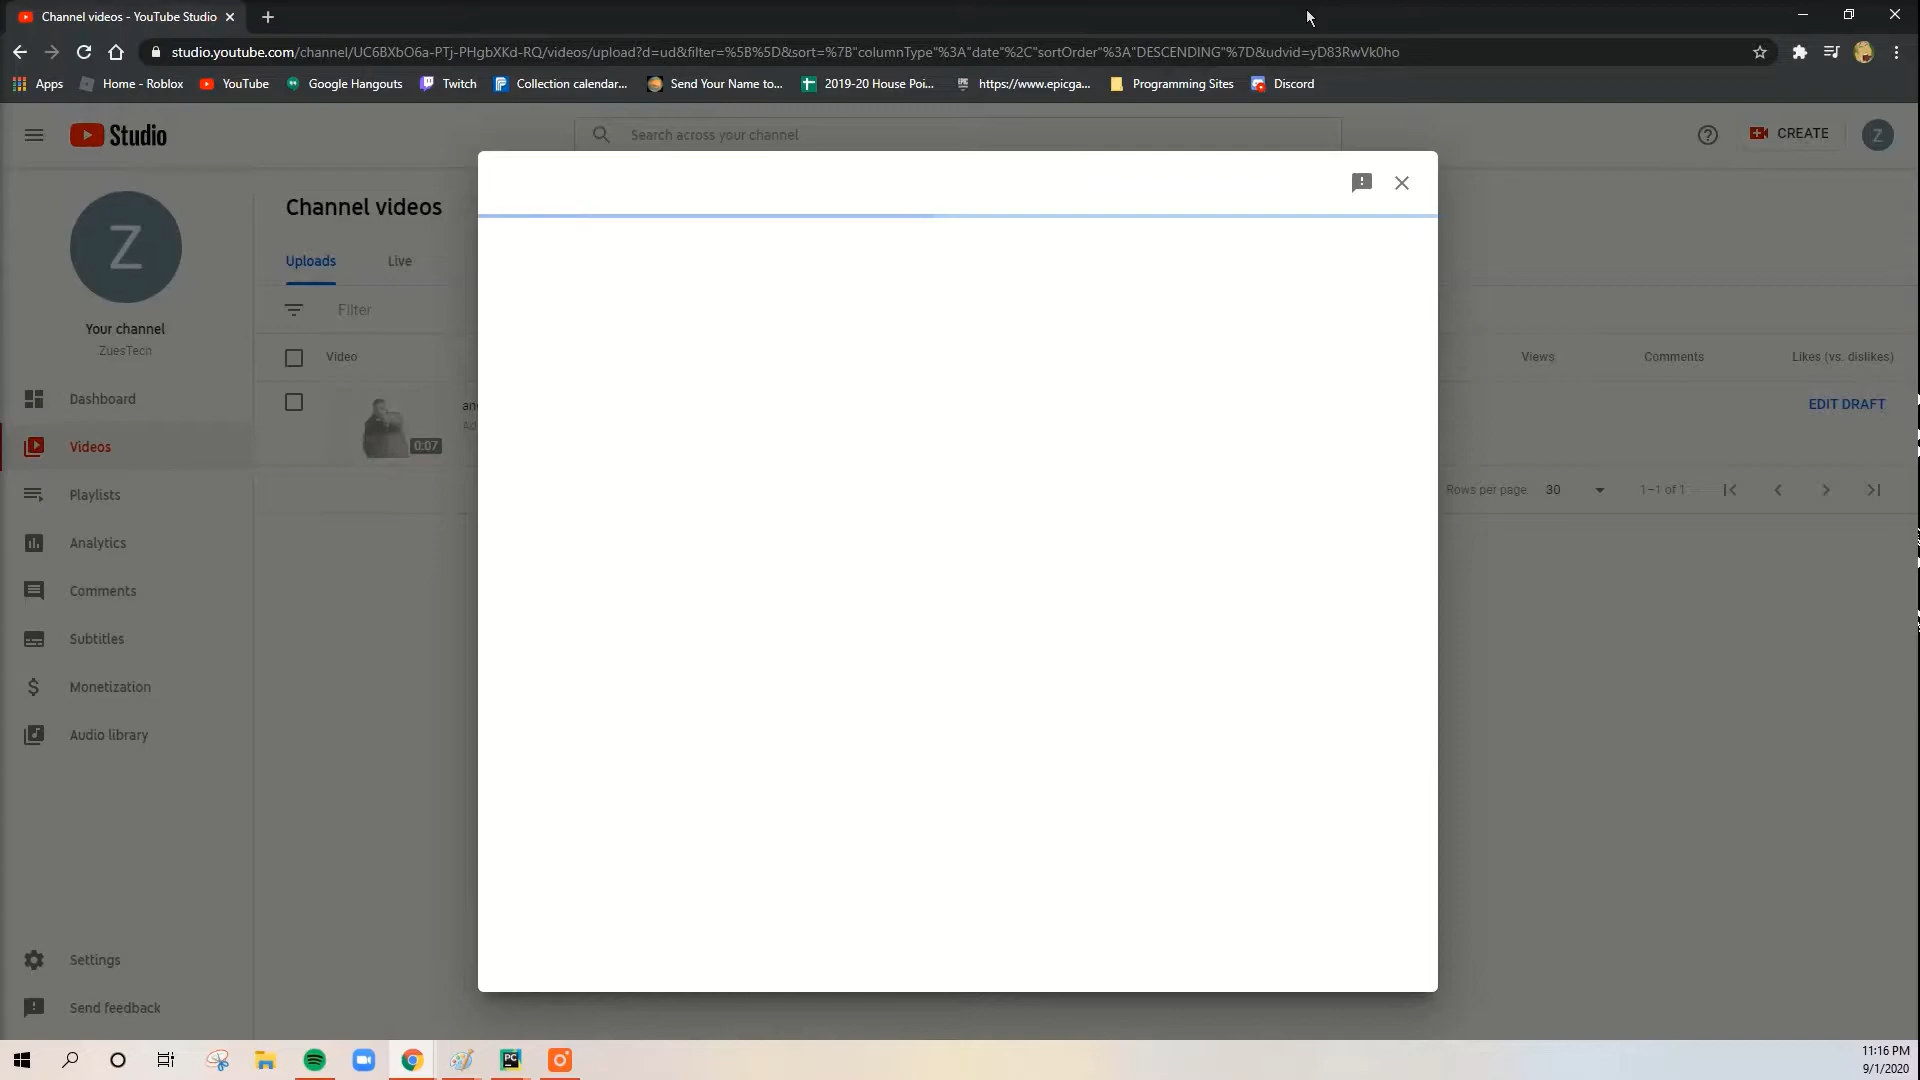 Channel videos - YouTube Studio
studio.youtube.com/channel/UC6BXbO6a-PTj-PHgbXKd-RQ/videos/upload?d=ud&filter=%5B%5D&sort=%7B"columnType"%3A"date"%2C"sortOrder"%3A"DESCENDING"%7D&udvid=yD83RwVk0ho
Apps Home - Roblox YouTube Google Hangouts Twitch Collection calendar... Send Your Name to... 2019-20 House Poi... EPIC https://www.epicga... Programming Sites Discord
Studio
Search across your channel
CREATE
Z
Z
Your channel
ZuesTech
Dashboard
Videos
Playlists
Analytics
Comments
Subtitles
Monetization
Audio library
Settings
Send feedback
Channel videos
Uploads Live
Filter
Video Views Comments Likes (vs. dislikes)
0:07
Ad
EDIT DRAFT
Rows per page: 30 1–1 of 1
PC
11:16 PM
9/1/2020